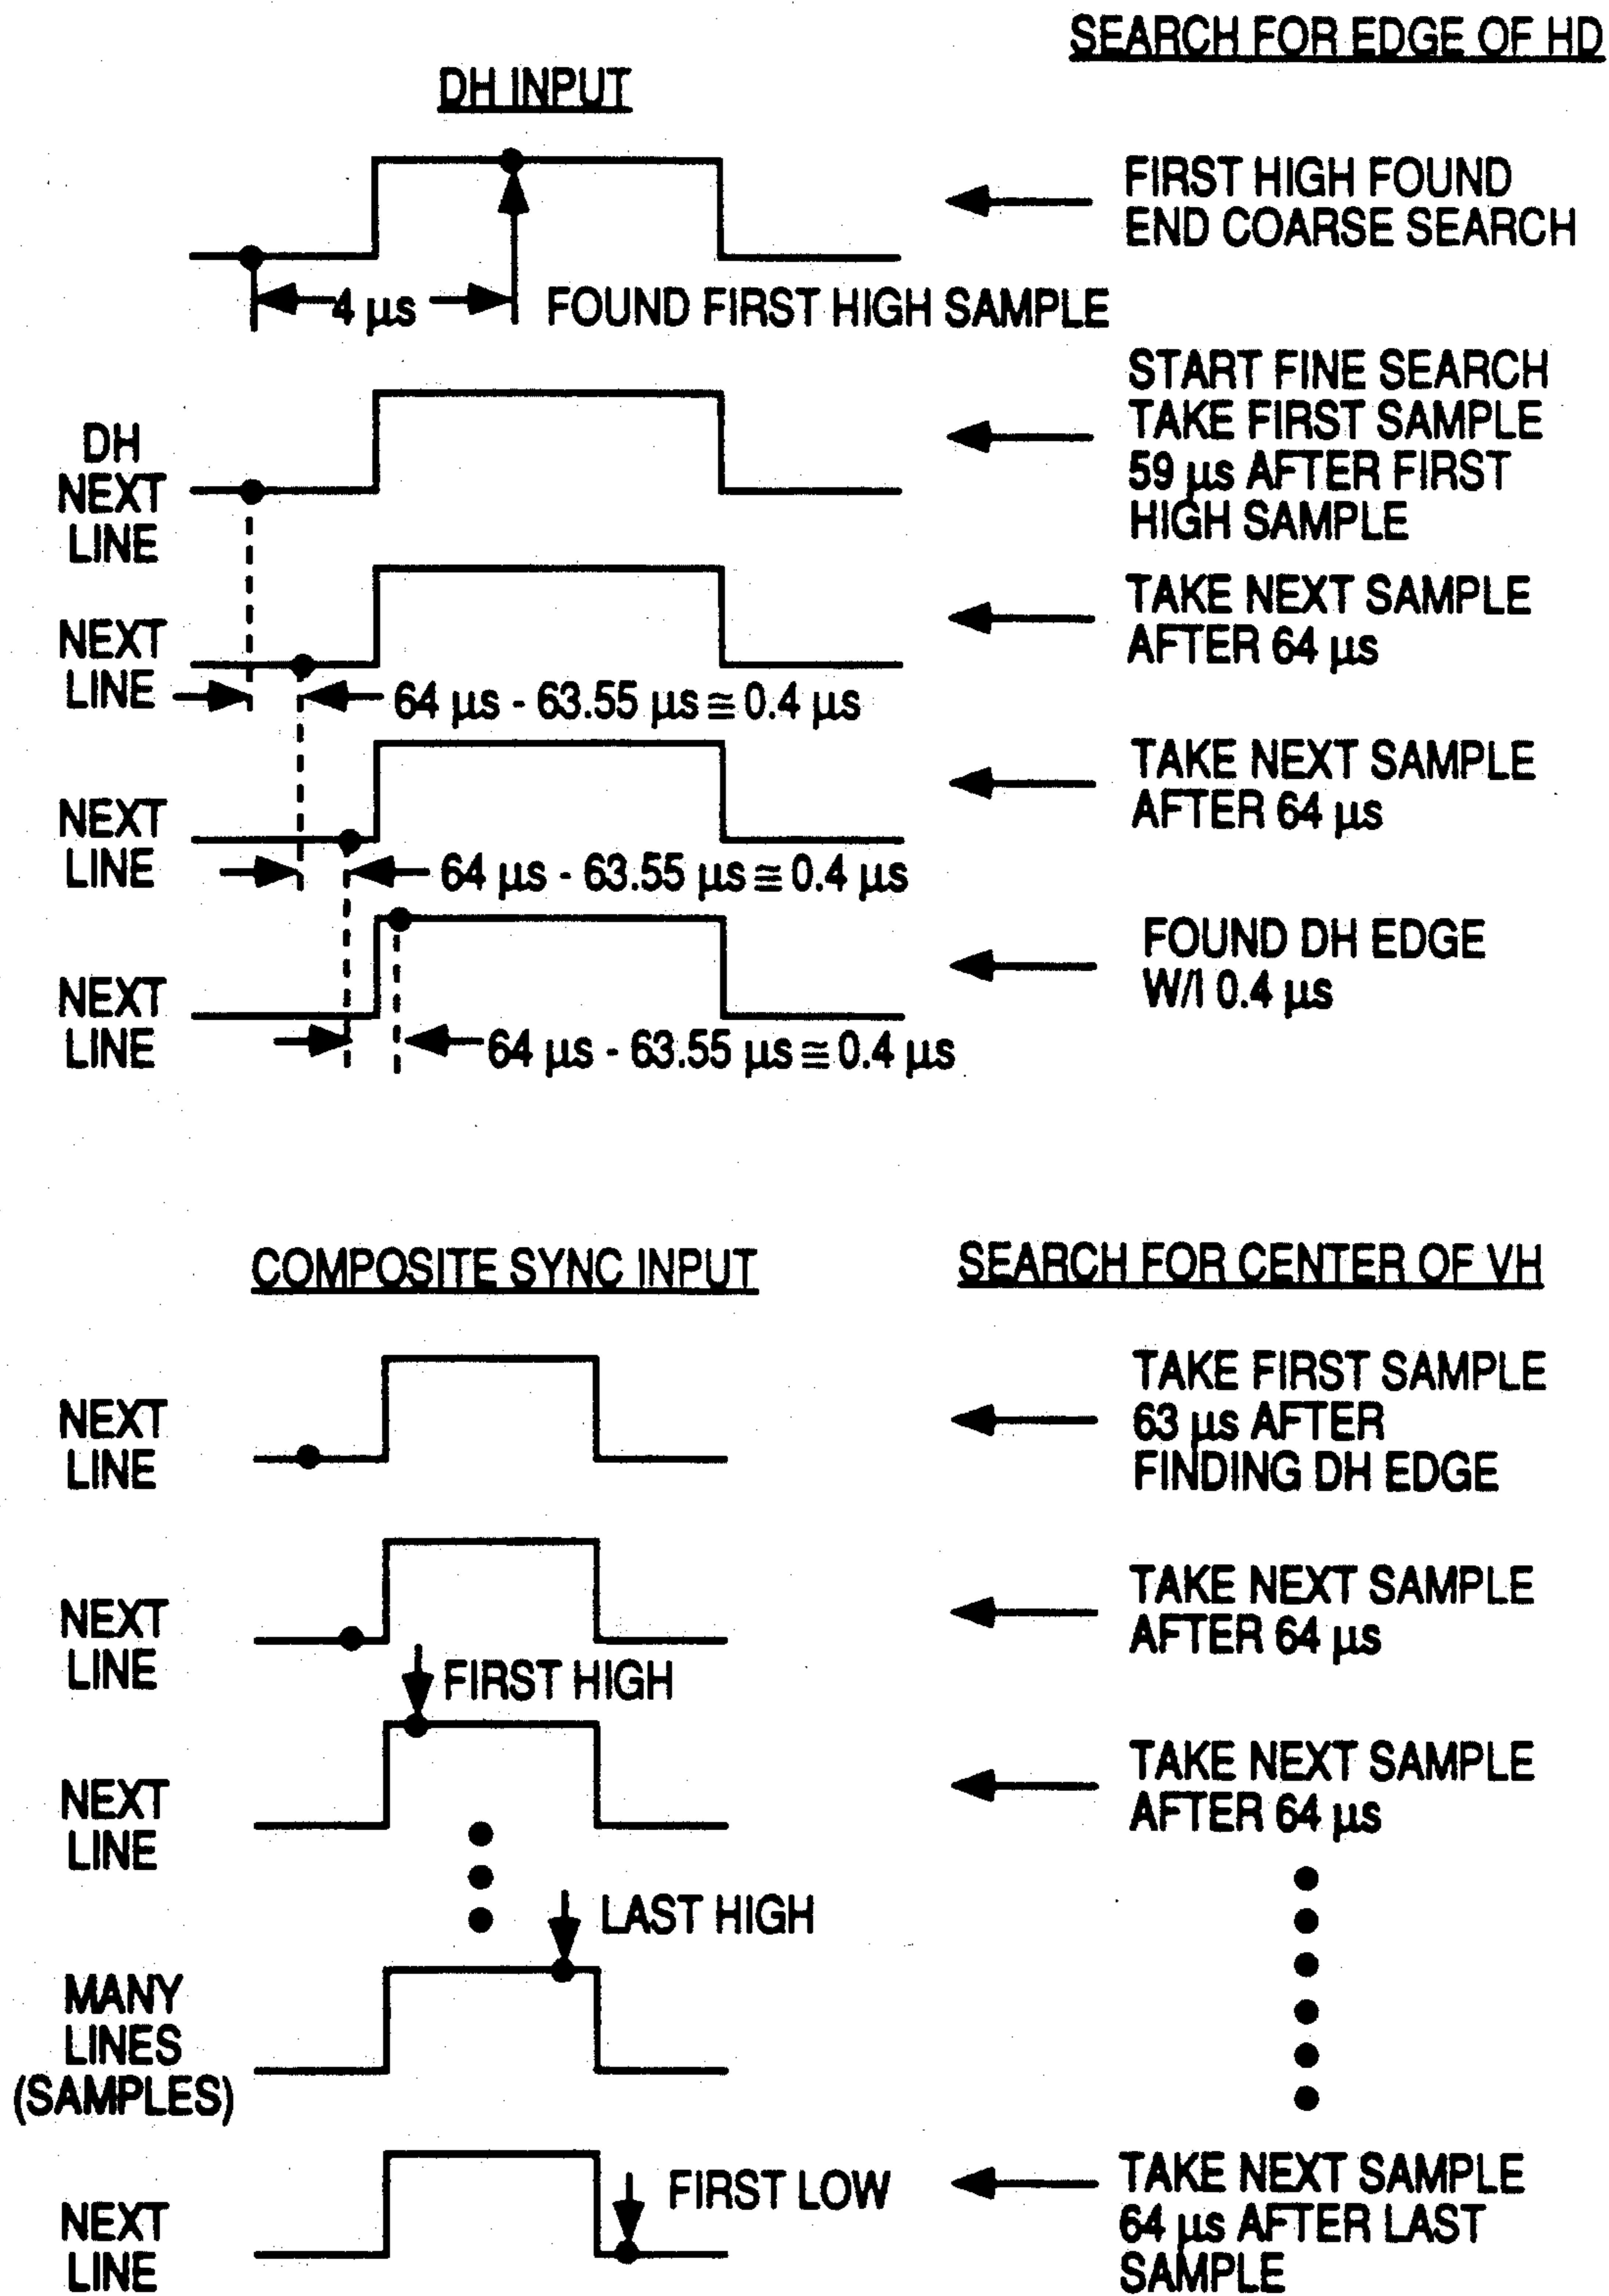 SEARCH FOR EDGE OF HD
DH INPUT
FIRST HIGH FOUND
END COARSE SEARCH
4 µs
FOUND FIRST HIGH SAMPLE
START FINE SEARCH
TAKE FIRST SAMPLE
59 µs AFTER FIRST
HIGH SAMPLE
DH
NEXT
LINE
TAKE NEXT SAMPLE
AFTER 64 µs
NEXT
LINE
64 µs - 63.55 µs ≅ 0.4 µs
TAKE NEXT SAMPLE
AFTER 64 µs
NEXT
LINE
64 µs - 63.55 µs ≅ 0.4 µs
FOUND DH EDGE
W/I 0.4 µs
NEXT
LINE
64 µs - 63.55 µs ≅ 0.4 µs
COMPOSITE SYNC INPUT
SEARCH FOR CENTER OF VH
NEXT
LINE
TAKE FIRST SAMPLE
63 µs AFTER
FINDING DH EDGE
NEXT
LINE
TAKE NEXT SAMPLE
AFTER 64 µs
FIRST HIGH
NEXT
LINE
TAKE NEXT SAMPLE
AFTER 64 µs
LAST HIGH
MANY
LINES
(SAMPLES)
FIRST LOW
NEXT
LINE
TAKE NEXT SAMPLE
64 µs AFTER LAST
SAMPLE